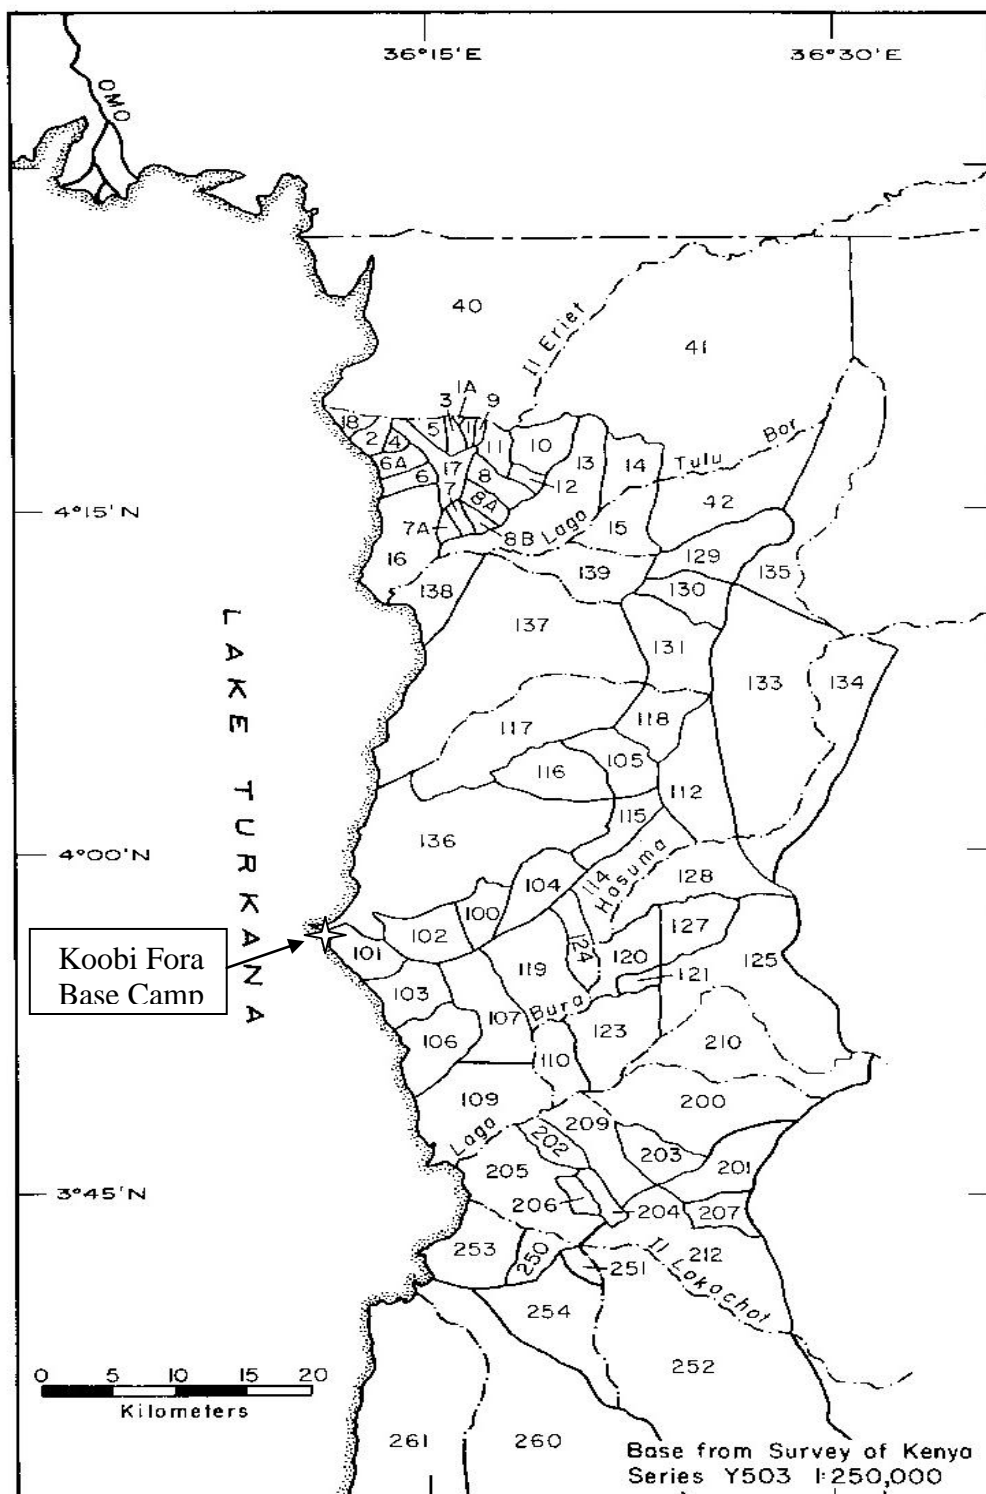 36°15'E
36°30'E
OMO
40
Il Eriet
41
1A
3
9
18
5
1
2
4
11
10
13
14
Tulu Bor
6A
17
8
6
12
7
8A
42
4°15'N
7A
8B
Laga
15
16
129
139
135
138
130
137
131
LAKE TURKANA
133
134
117
118
105
116
112
115
136
4°00'N
114
Hasuma
128
104
100
127
102
124
120
Koobi Fora
Base Camp
101
119
121
125
103
107
Bura
123
106
110
210
109
200
Laga
202
209
203
205
201
3°45'N
206
204
207
253
250
251
Il Lokochot
212
254
252
0 5 10 15 20
Kilometers
261
260
Base from Survey of Kenya
Series Y503 1:250,000